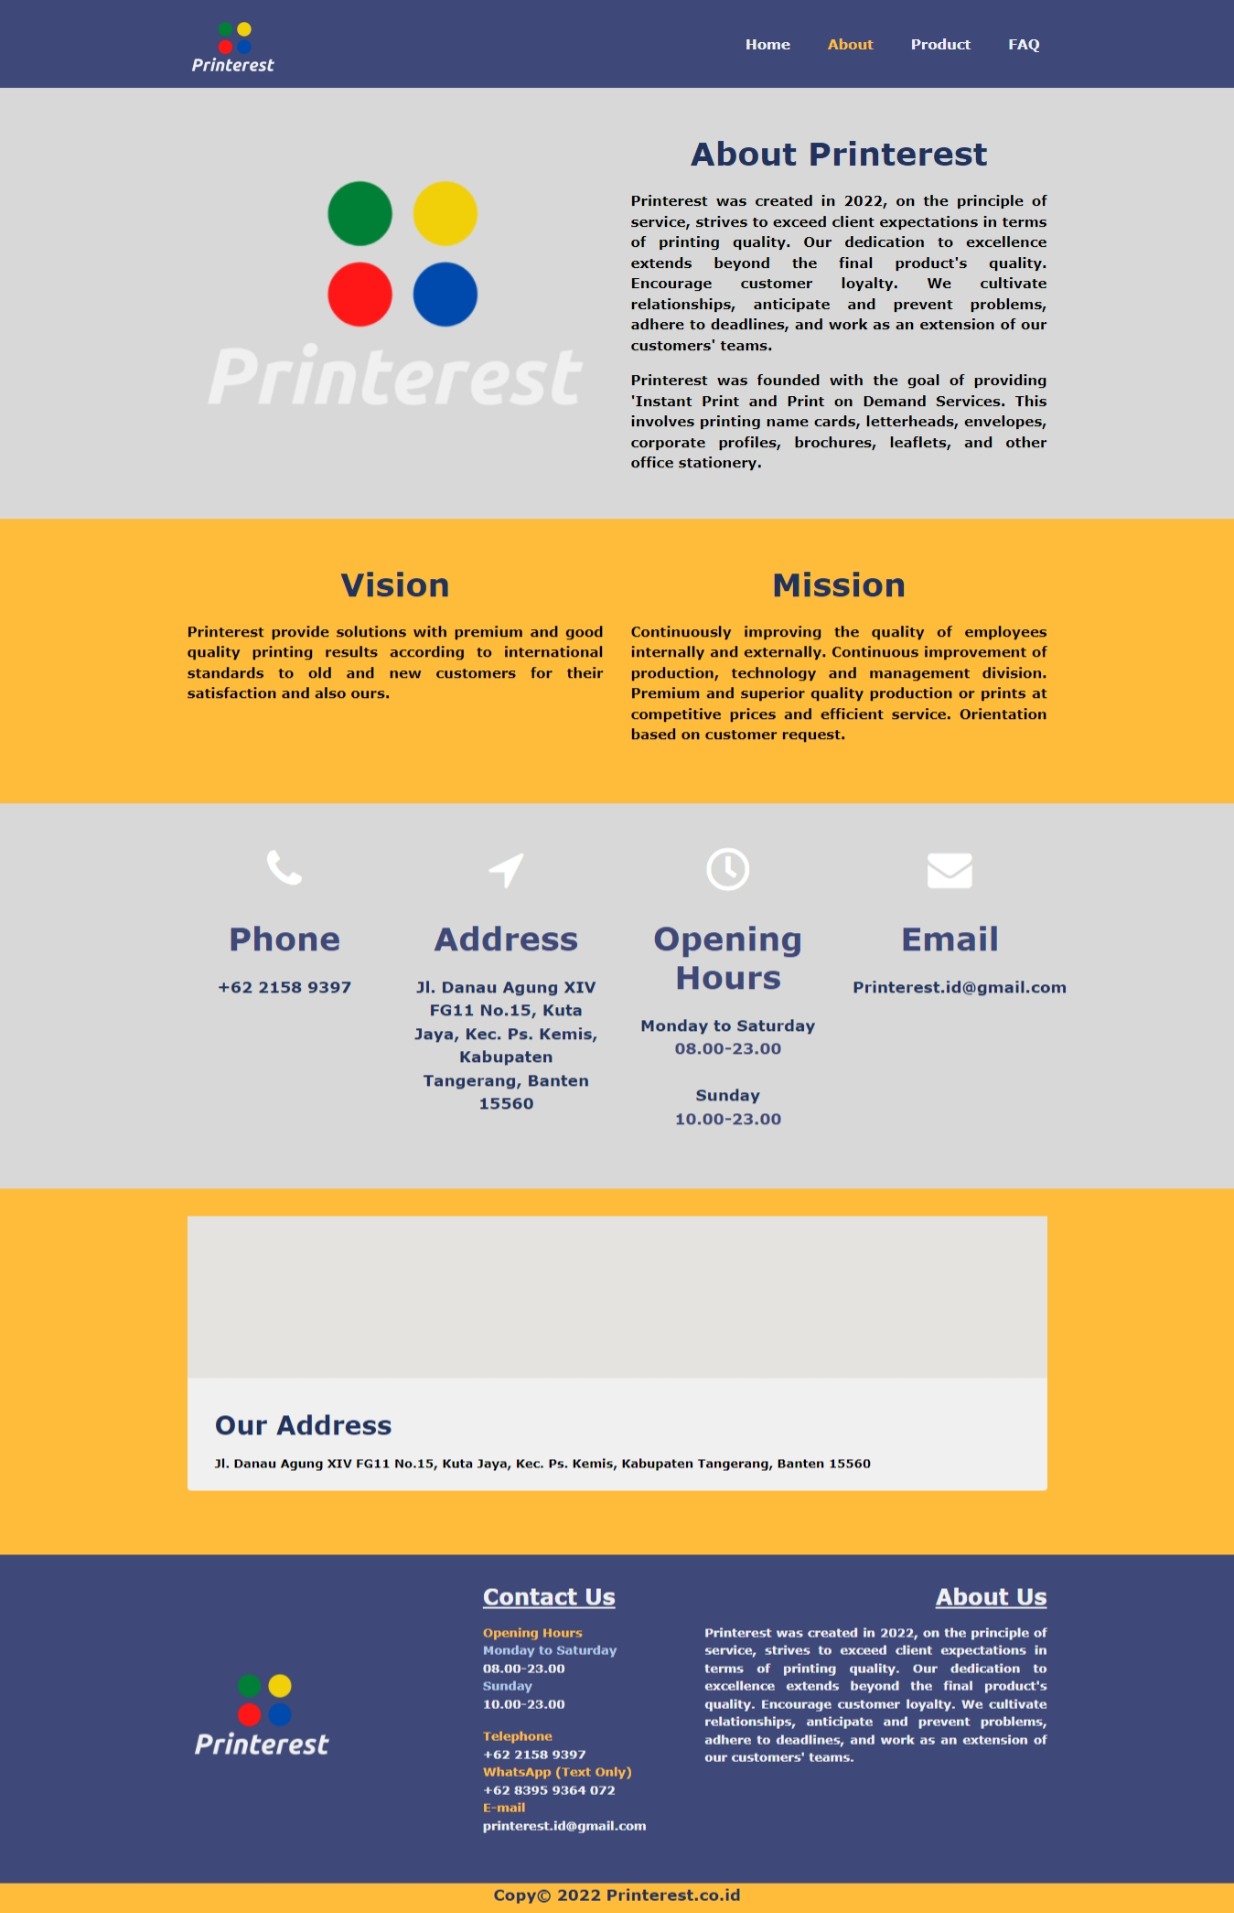 Printerest
Home
About
Product
FAQ
Printerest
About Printerest
Printerest was created in 2022, on the principle of
service, strives to exceed client expectations in terms
of printing quality. Our dedication to excellence
extends beyond the final product's quality.
Encourage customer loyalty. We cultivate
relationships, anticipate and prevent problems,
adhere to deadlines, and work as an extension of our
customers' teams.
Printerest was founded with the goal of providing
'Instant Print and Print on Demand Services. This
involves printing name cards, letterheads, envelopes,
corporate profiles, brochures, leaflets, and other
office stationery.
Vision
Printerest provide solutions with premium and good
quality printing results according to international
standards to old and new customers for their
satisfaction and also ours.
Mission
Continuously improving the quality of employees
internally and externally. Continuous improvement of
production, technology and management division.
Premium and superior quality production or prints at
competitive prices and efficient service. Orientation
based on customer request.
Phone
+62 2158 9397
Address
Jl. Danau Agung XIV
FG11 No.15, Kuta
Jaya, Kec. Ps. Kemis,
Kabupaten
Tangerang, Banten
15560
Opening
Hours
Monday to Saturday
08.00-23.00
Sunday
10.00-23.00
Email
Printerest.id@gmail.com
Our Address
Jl. Danau Agung XIV FG11 No.15, Kuta Jaya, Kec. Ps. Kemis, Kabupaten Tangerang, Banten 15560
Printerest
Contact Us
Opening Hours
Monday to Saturday
08.00-23.00
Sunday
10.00-23.00
Telephone
+62 2158 9397
WhatsApp (Text Only)
+62 8395 9364 072
E-mail
printerest.id@gmail.com
About Us
Printerest was created in 2022, on the principle of
service, strives to exceed client expectations in
terms of printing quality. Our dedication to
excellence extends beyond the final product's
quality. Encourage customer loyalty. We cultivate
relationships, anticipate and prevent problems,
adhere to deadlines, and work as an extension of
our customers' teams.
Copy© 2022 Printerest.co.id